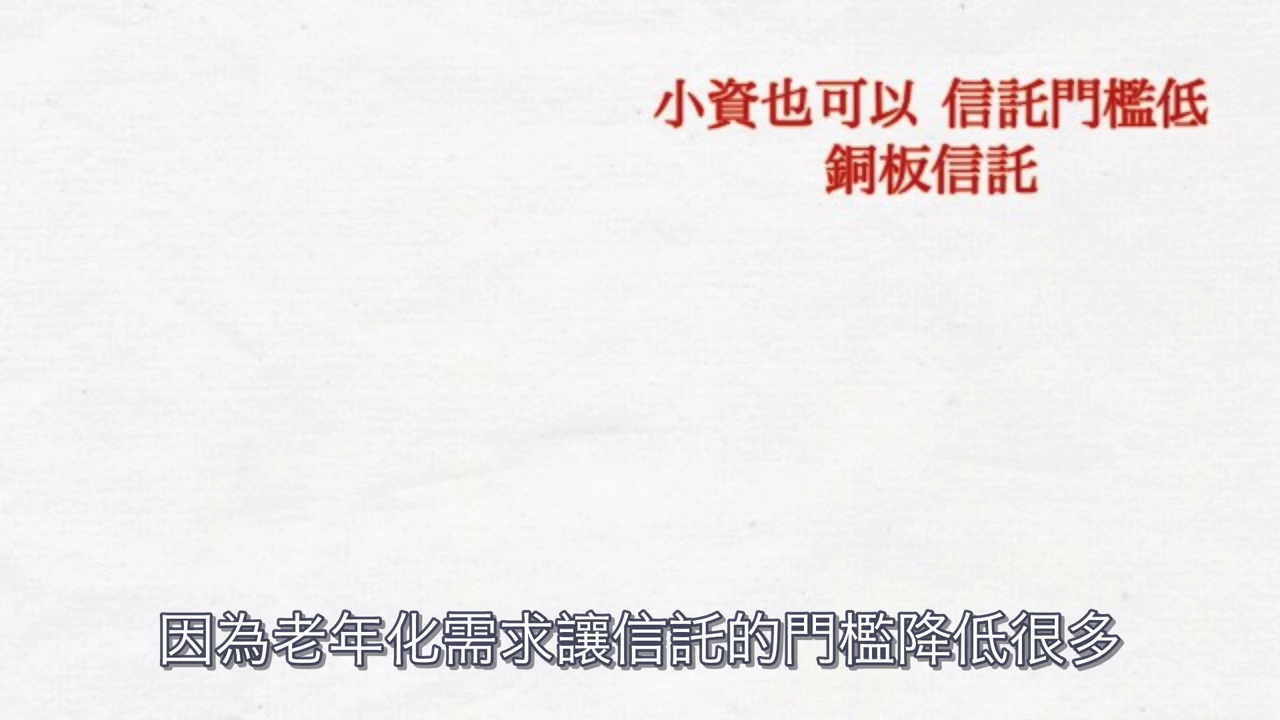 小資也可以 信託門檻低
銅板信託
因為老年化需求讓信託的門檻降低很多